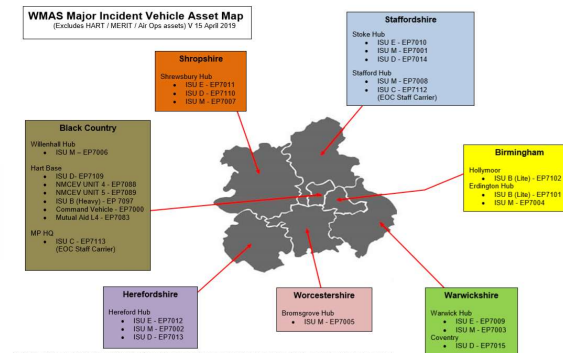 WMAS Major Incident Vehicle Asset Map
(Excludes HART / MERIT / Air Ops assets) V 15 April 2019
Staffordshire
Stoke Hub
• ISU E - EP7010
• ISU M - EP7001
• ISU D - EP7014
Stafford Hub
• ISU M - EP7008
• ISU C - EP7112
(EOC Staff Carrier)
Shropshire
Shrewsbury Hub
• ISU E - EP7011
• ISU D - EP7110
• ISU M - EP7007
Black Country
Willenhall Hub
• ISU M – EP7006
Hart Base
• ISU D- EP7109
• NMCEV UNIT 4 - EP7088
• NMCEV UNIT 5 - EP7089
• ISU B (Heavy) - EP 7097
• Command Vehicle - EP7000
• Mutual Aid L4 - EP7083
MP HQ
• ISU C - EP7113
(EOC Staff Carrier)
Birmingham
Hollymoor
• ISU B (Lite) - EP7102
Erdington Hub
• ISU B (Lite) - EP7101
• ISU M - EP7004
Herefordshire
Hereford Hub
• ISU E - EP7012
• ISU M - EP7002
• ISU D - EP7013
Worcestershire
Bromsgrove Hub
• ISU M - EP7005
Warwickshire
Warwick Hub
• ISU E - EP7009
• ISU M - EP7003
Coventry
• ISU D - EP7015